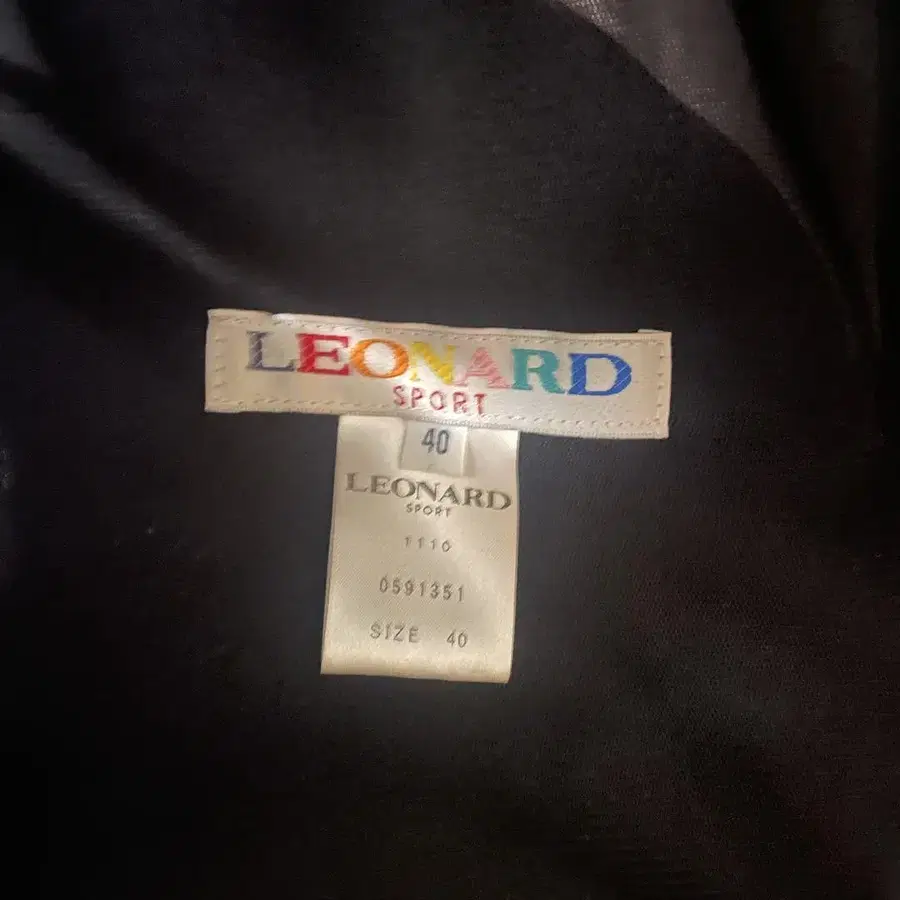 LEONARD
SPORT
40
LEONARD
SPORT
1110
0591351
SIZE 40